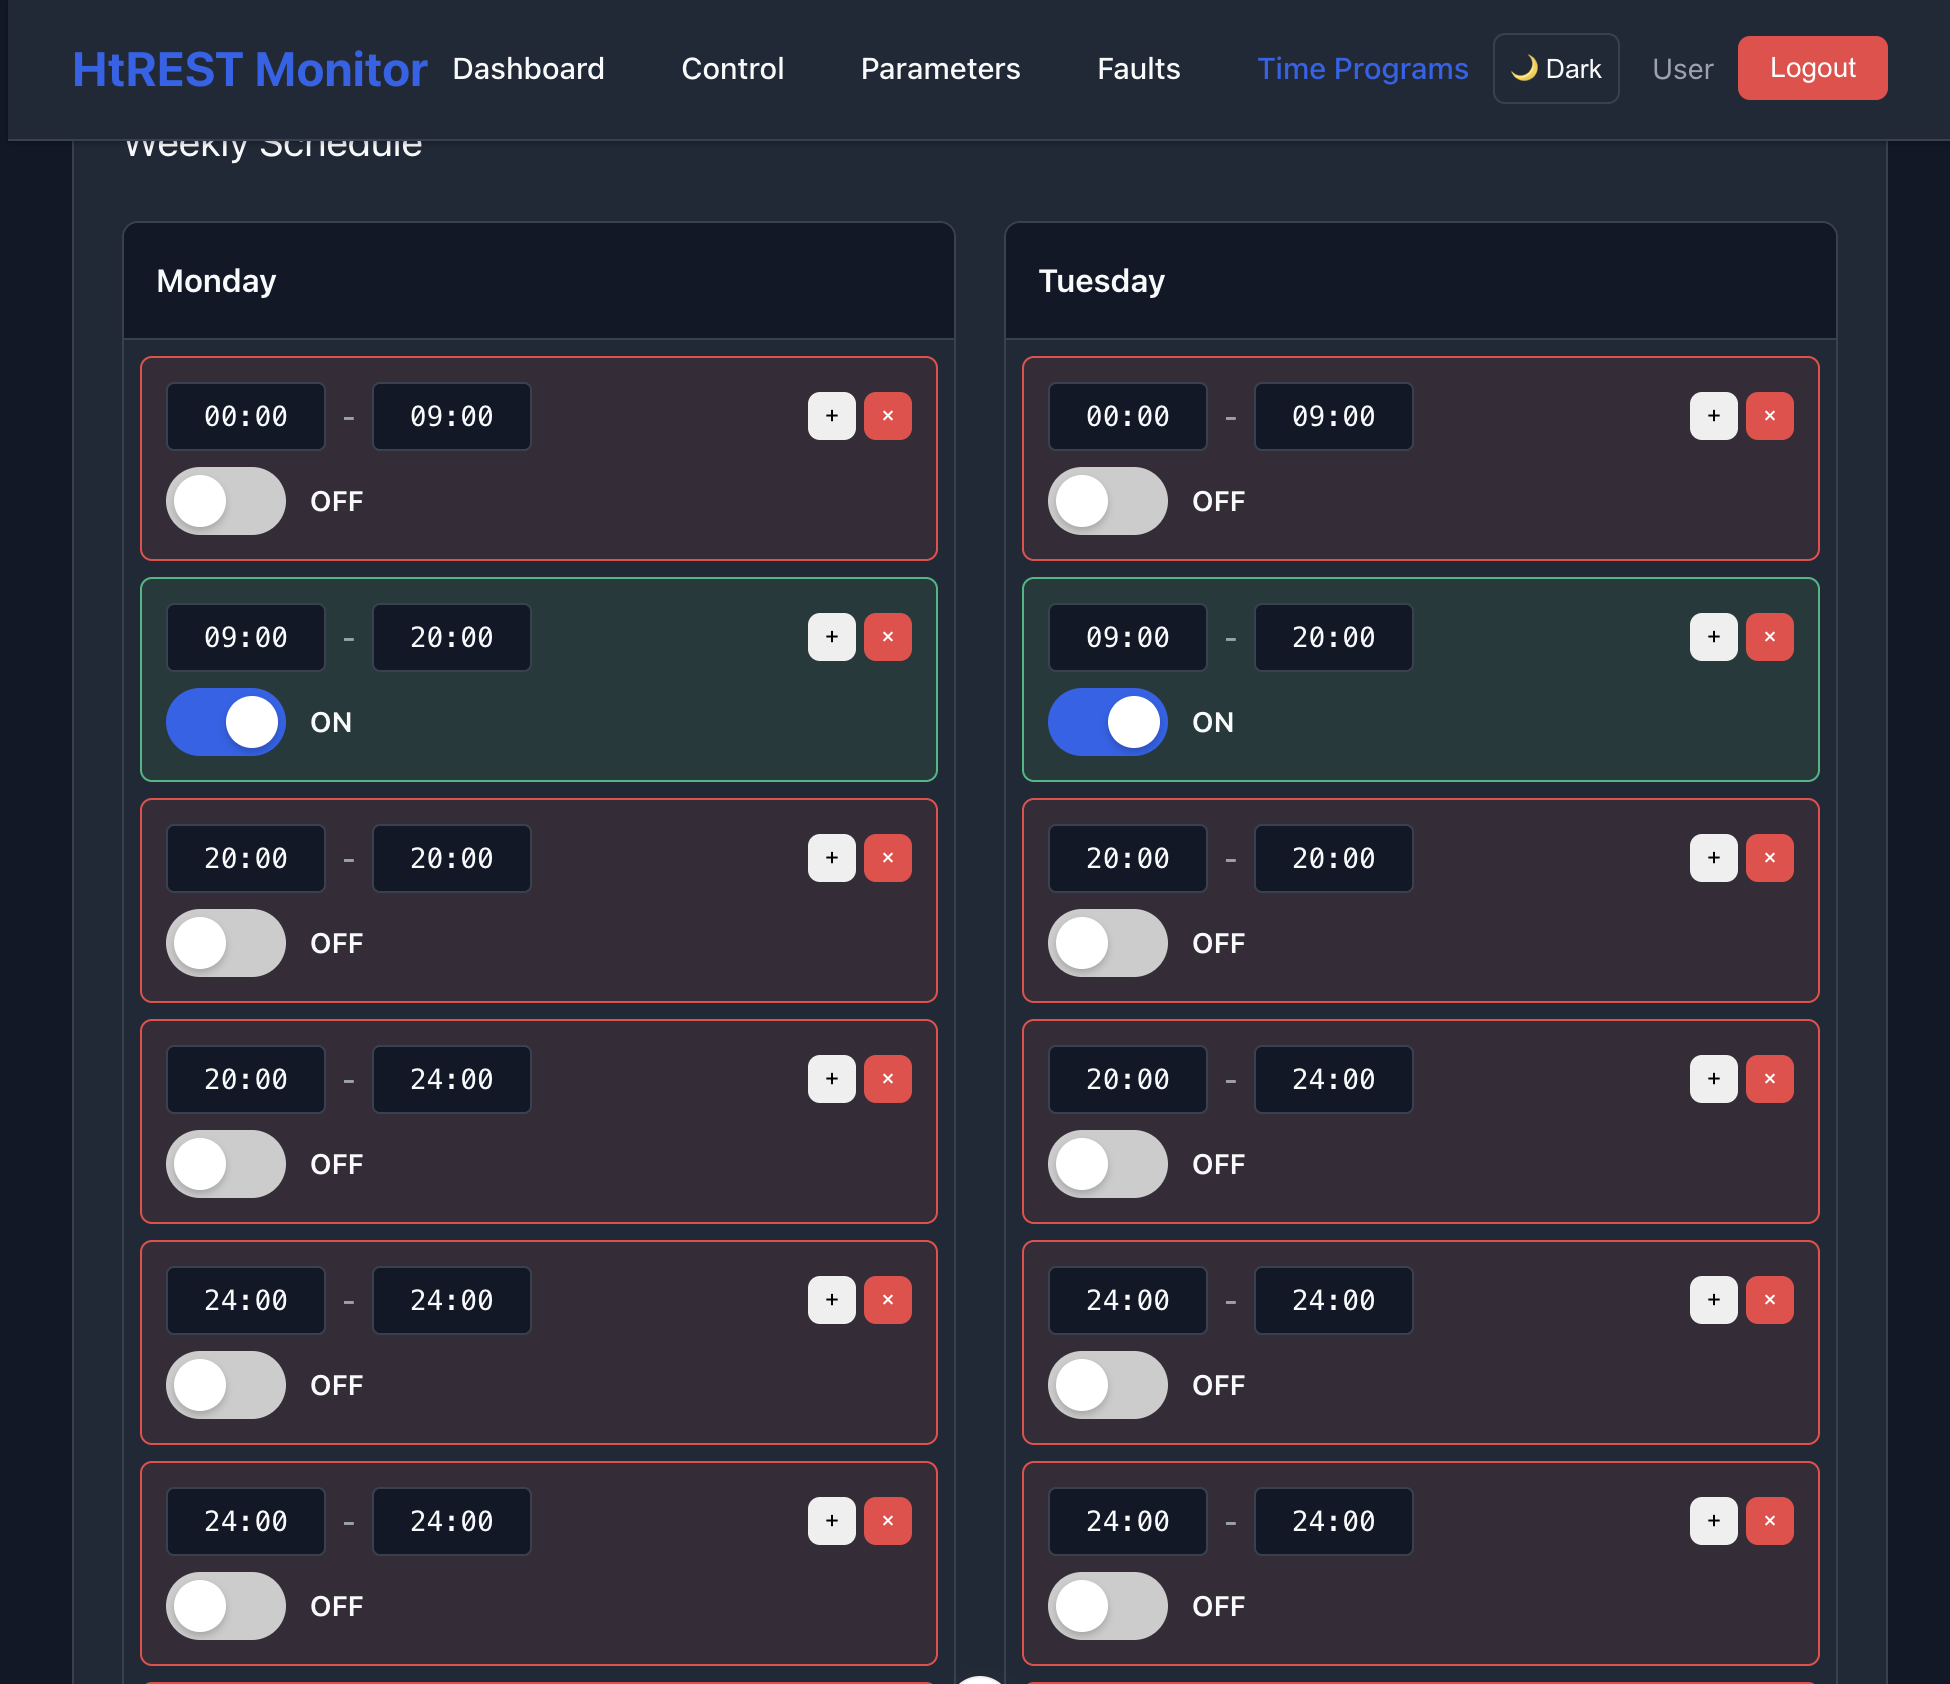 HtREST Monitor Dashboard Control Parameters Faults Time Programs 🌙 Dark User Logout
Weekly Schedule
Monday
00:00 - 09:00 + ×
OFF
09:00 - 20:00 + ×
ON
20:00 - 20:00 + ×
OFF
20:00 - 24:00 + ×
OFF
24:00 - 24:00 + ×
OFF
24:00 - 24:00 + ×
OFF
Tuesday
00:00 - 09:00 + ×
OFF
09:00 - 20:00 + ×
ON
20:00 - 20:00 + ×
OFF
20:00 - 24:00 + ×
OFF
24:00 - 24:00 + ×
OFF
24:00 - 24:00 + ×
OFF